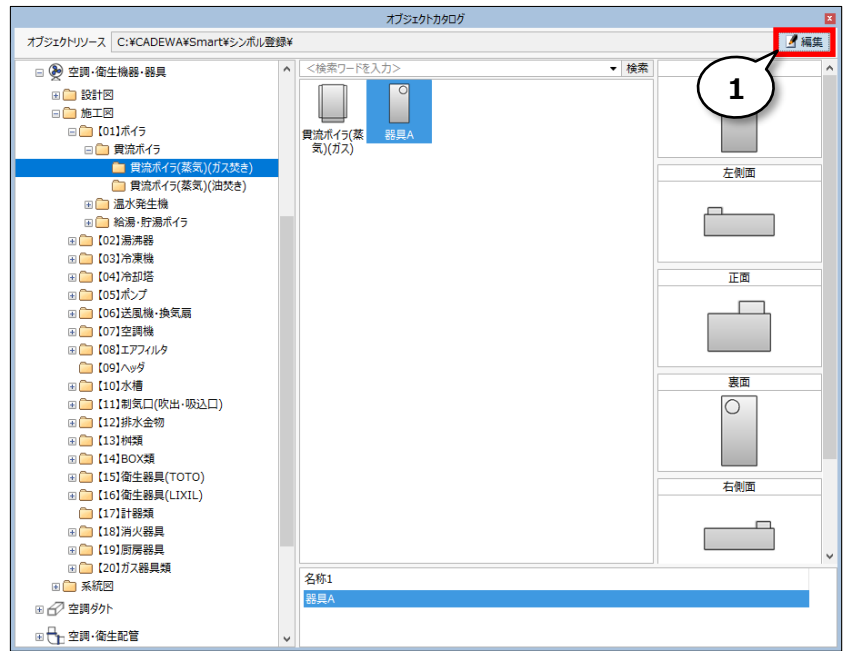 オブジェクトカタログ
オブジェクトリソース C:¥CADEWA¥Smart¥シンボル登録¥
編集
1
空調・衛生機器・器具
設計図
施工図
【01】ボイラ
貫流ボイラ
貫流ボイラ(蒸気)(ガス焚き)
貫流ボイラ(蒸気)(油焚き)
温水発生機
給湯・貯湯ボイラ
【02】湯沸器
【03】冷凍機
【04】冷却塔
【05】ポンプ
【06】送風機・換気扇
【07】空調機
【08】エアフィルタ
【09】ヘッダ
【10】水槽
【11】制気口(吹出・吸込口)
【12】排水金物
【13】桝類
【14】BOX類
【15】衛生器具(TOTO)
【16】衛生器具(LIXIL)
【17】計器類
【18】消火器具
【19】厨房器具
【20】ガス器具類
系統図
空調ダクト
空調・衛生配管
<検索ワードを入力>
検索
貫流ボイラ(蒸
気)(ガス)
器具A
左側面
正面
裏面
右側面
名称1
器具A